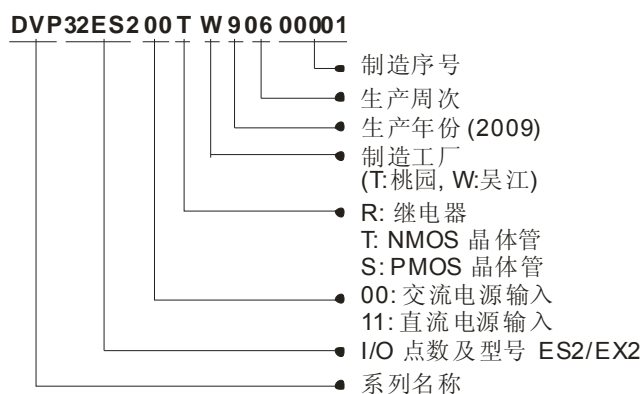 DVP32ES200TW90600001
制造序号
生产周次
生产年份 (2009)
制造工厂
(T:桃园, W:吴江)
R: 继电器
T: NMOS 晶体管
S: PMOS 晶体管
00: 交流电源输入
11: 直流电源输入
I/O 点数及型号 ES2/EX2
系列名称